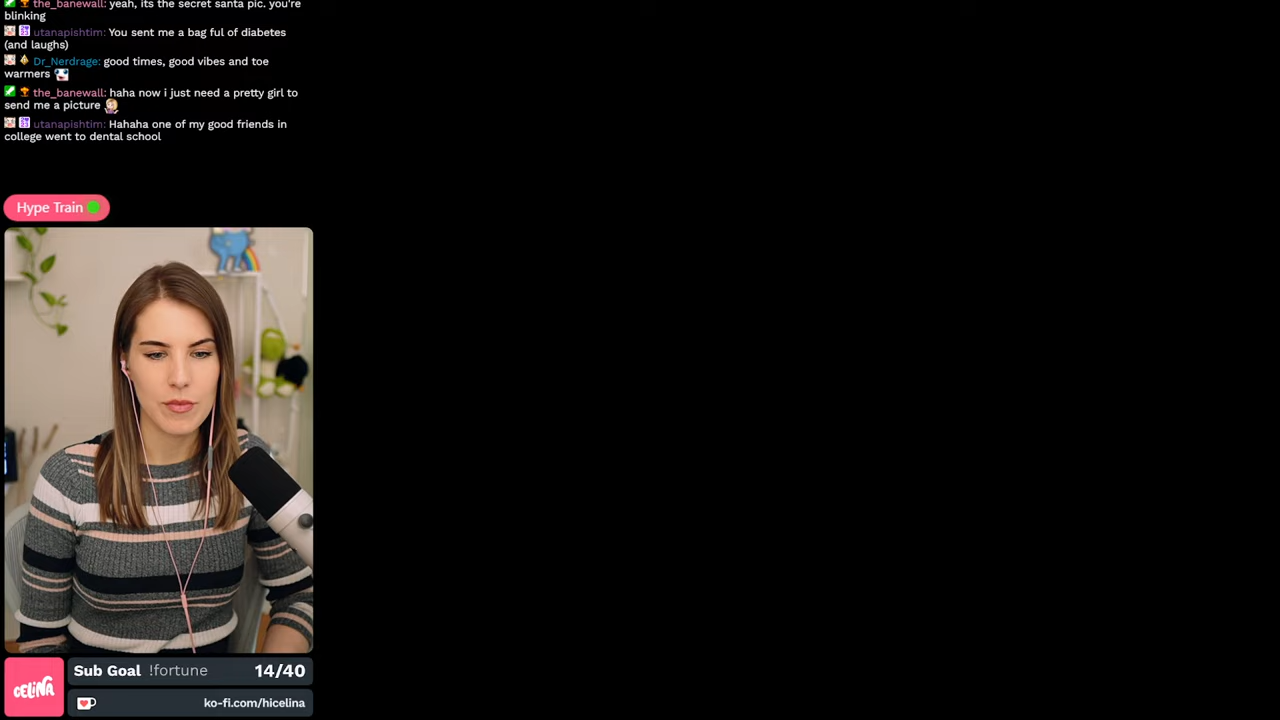 the_banewall: yeah, its the secret santa pic. you're
blinking
utanapishtim: You sent me a bag ful of diabetes
(and laughs)
Dr_Nerdrage: good times, good vibes and toe
warmers
the_banewall: haha now i just need a pretty girl to
send me a picture
utanapishtim: Hahaha one of my good friends in
college went to dental school
Hype Train
Sub Goal !fortune 14/40
CELINA
ko-fi.com/hicelina